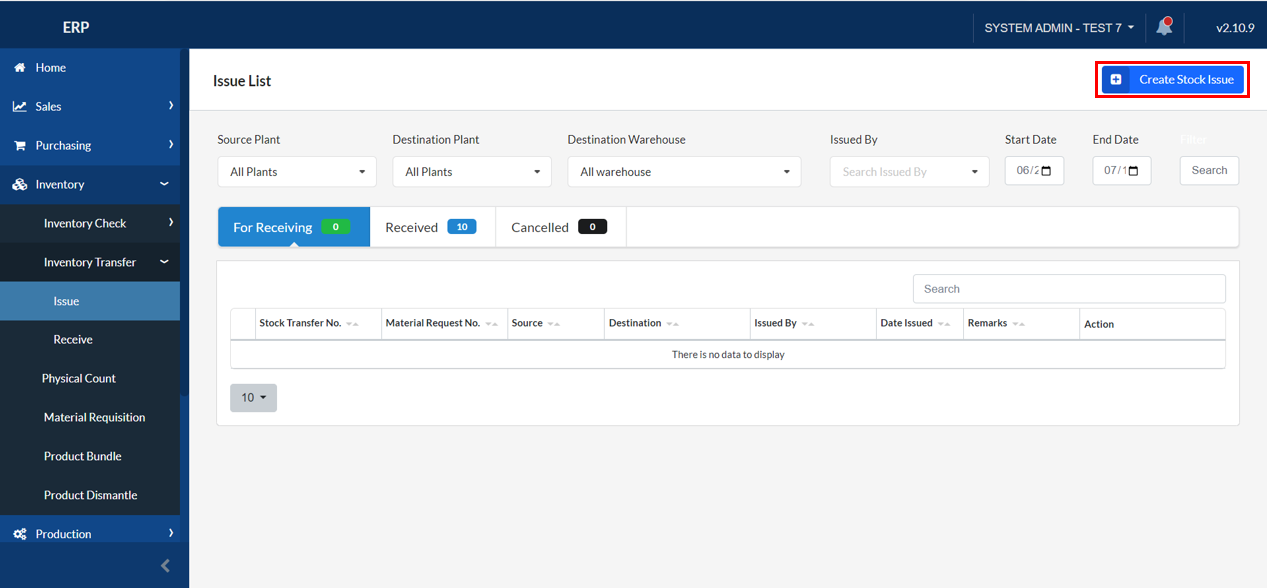 ERP
SYSTEM ADMIN - TEST 7
v2.10.9
Home
Sales
Purchasing
Inventory
Inventory Check
Inventory Transfer
Issue
Receive
Physical Count
Material Requisition
Product Bundle
Product Dismantle
Production
Issue List
Create Stock Issue
Source Plant Destination Plant Destination Warehouse Issued By Start Date End Date Filter
All Plants All Plants All warehouse Search Issued By 06/2 07/1 Search
For Receiving 0 Received 10 Cancelled 0
Search
Stock Transfer No. Material Request No. Source Destination Issued By Date Issued Remarks Action
There is no data to display
10